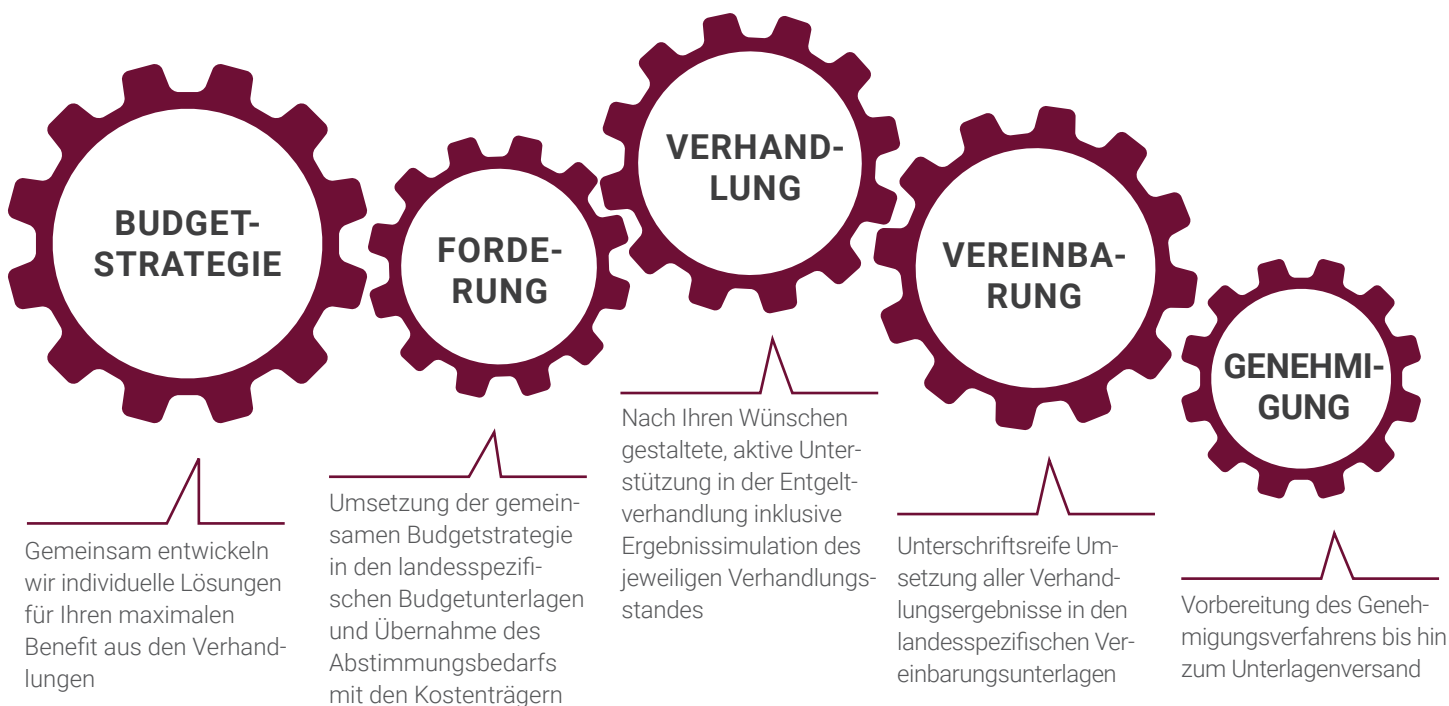 BUDGET-
STRATEGIE
Gemeinsam entwickeln
wir individuelle Lösungen
für Ihren maximalen
Benefit aus den Verhand-
lungen
FORDE-
RUNG
Umsetzung der gemein-
samen Budgetstrategie
in den landesspezifi-
schen Budgetunterlagen
und Übernahme des
Abstimmungsbedarfs
mit den Kostenträgern
VERHAND-
LUNG
Nach Ihren Wünschen
gestaltete, aktive Unter-
stützung in der Entgelt-
verhandlung inklusive
Ergebnissimulation des
jeweiligen Verhandlungs-
standes
VEREINBA-
RUNG
Unterschriftsreife Um-
setzung aller Verhand-
lungsergebnisse in den
landesspezifischen Ver-
einbarungsunterlagen
GENEHMI-
GUNG
Vorbereitung des Geneh-
migungsverfahrens bis hin
zum Unterlagenversand